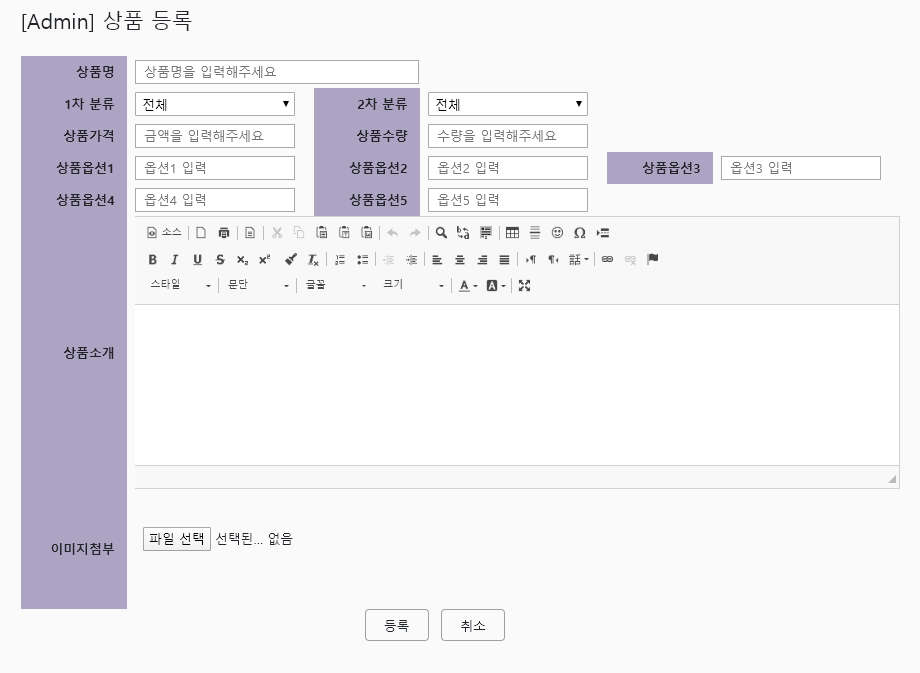 [Admin] 상품 등록
상품명 상품명을 입력해주세요
1차 분류 전체 2차 분류 전체
상품가격 금액을 입력해주세요 상품수량 수량을 입력해주세요
상품옵션1 옵션1 입력 상품옵션2 옵션2 입력 상품옵션3 옵션3 입력
상품옵션4 옵션4 입력 상품옵션5 옵션5 입력
소스
스타일 문단 글꼴 크기
상품소개
이미지첨부 파일 선택 선택된... 없음
등록 취소